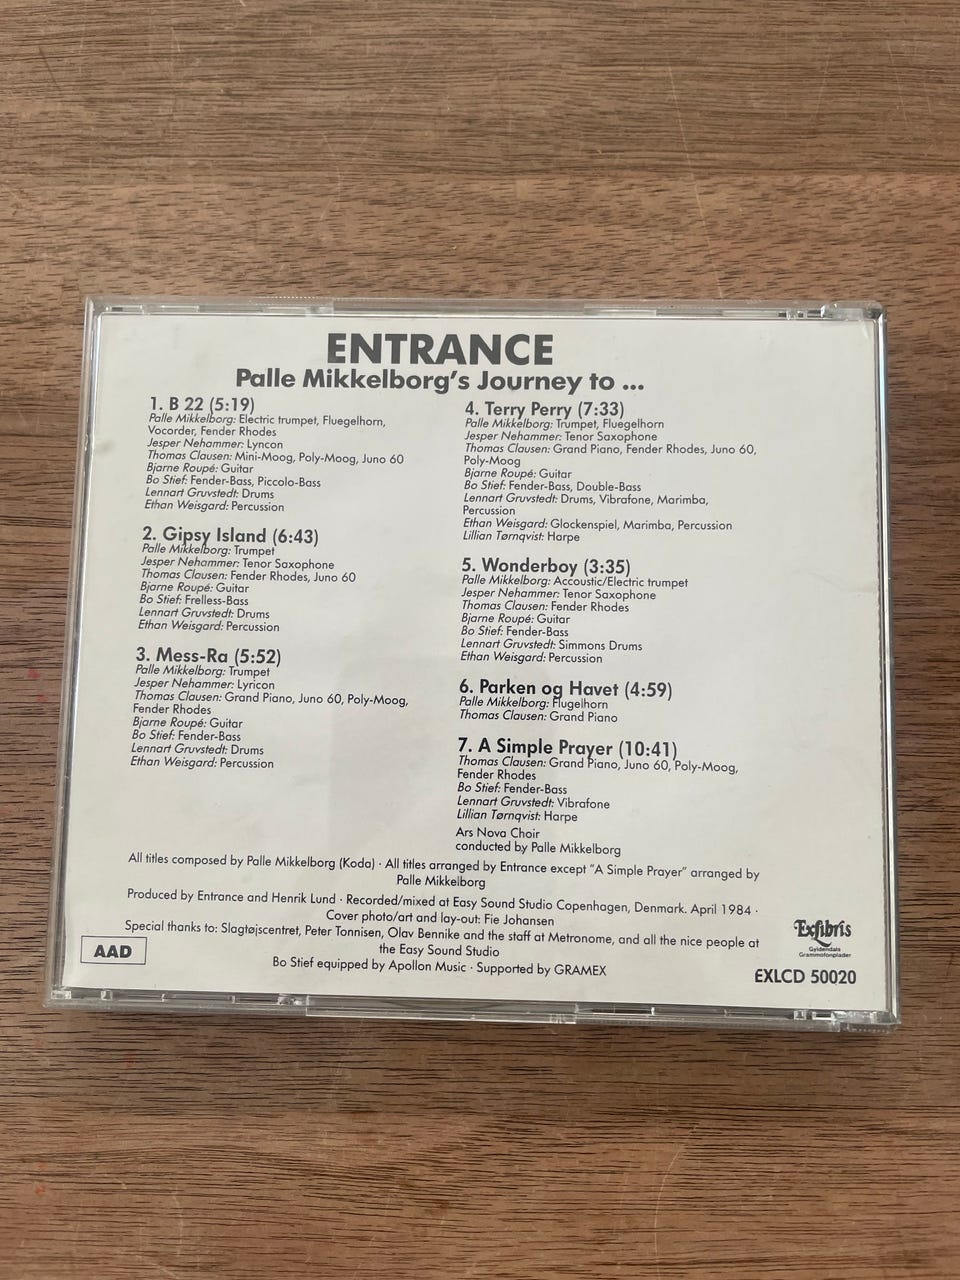 ENTRANCE
Palle Mikkelborg's Journey to ...
1. B 22 (5:19)
Palle Mikkelborg: Electric trumpet, Fluegelhorn,
Vocorder, Fender Rhodes
Jesper Nehammer: Lyncon
Thomas Clausen: Mini-Moog, Poly-Moog, Juno 60
Bjarne Roupé: Guitar
Bo Stief: Fender-Bass, Piccolo-Bass
Lennart Gruvstedt: Drums
Ethan Weisgard: Percussion
2. Gipsy Island (6:43)
Palle Mikkelborg: Trumpet
Jesper Nehammer: Tenor Saxophone
Thomas Clausen: Fender Rhodes, Juno 60
Bjarne Roupé: Guitar
Bo Stief: Frelless-Bass
Lennart Gruvstedt: Drums
Ethan Weisgard: Percussion
3. Mess-Ra (5:52)
Palle Mikkelborg: Trumpet
Jesper Nehammer: Lyricon
Thomas Clausen: Grand Piano, Juno 60, Poly-Moog,
Fender Rhodes
Bjarne Roupé: Guitar
Bo Stief: Fender-Bass
Lennart Gruvstedt: Drums
Ethan Weisgard: Percussion
4. Terry Perry (7:33)
Palle Mikkelborg: Trumpet, Fluegelhorn
Jesper Nehammer: Tenor Saxophone
Thomas Clausen: Grand Piano, Fender Rhodes, Juno 60,
Poly-Moog
Bjarne Roupé: Guitar
Bo Stief: Fender-Bass, Double-Bass
Lennart Gruvstedt: Drums, Vibrafone, Marimba,
Percussion
Ethan Weisgard: Glockenspiel, Marimba, Percussion
Lillian Tørnqvist: Harpe
5. Wonderboy (3:35)
Palle Mikkelborg: Accoustic/Electric trumpet
Jesper Nehammer: Tenor Saxophone
Thomas Clausen: Fender Rhodes
Bjarne Roupé: Guitar
Bo Stief: Fender-Bass
Lennart Gruvstedt: Simmons Drums
Ethan Weisgard: Percussion
6. Parken og Havet (4:59)
Palle Mikkelborg: Flugelhorn
Thomas Clausen: Grand Piano
7. A Simple Prayer (10:41)
Thomas Clausen: Grand Piano, Juno 60, Poly-Moog,
Fender Rhodes
Bo Stief: Fender-Bass
Lennart Gruvstedt: Vibrafone
Lillian Tørnqvist: Harpe
Ars Nova Choir
conducted by Palle Mikkelborg
All titles composed by Palle Mikkelborg (Koda) · All titles arranged by Entrance except "A Simple Prayer" arranged by
Palle Mikkelborg
Produced by Entrance and Henrik Lund · Recorded/mixed at Easy Sound Studio Copenhagen, Denmark. April 1984 ·
Cover photo/art and lay-out: Fie Johansen
Special thanks to: Slagtøjscentret, Peter Tonnisen, Olav Bennike and the staff at Metronome, and all the nice people at
the Easy Sound Studio
Bo Stief equipped by Apollon Music · Supported by GRAMEX
AAD
Exlibris
Gyldendals
Grammofonplader
EXLCD 50020